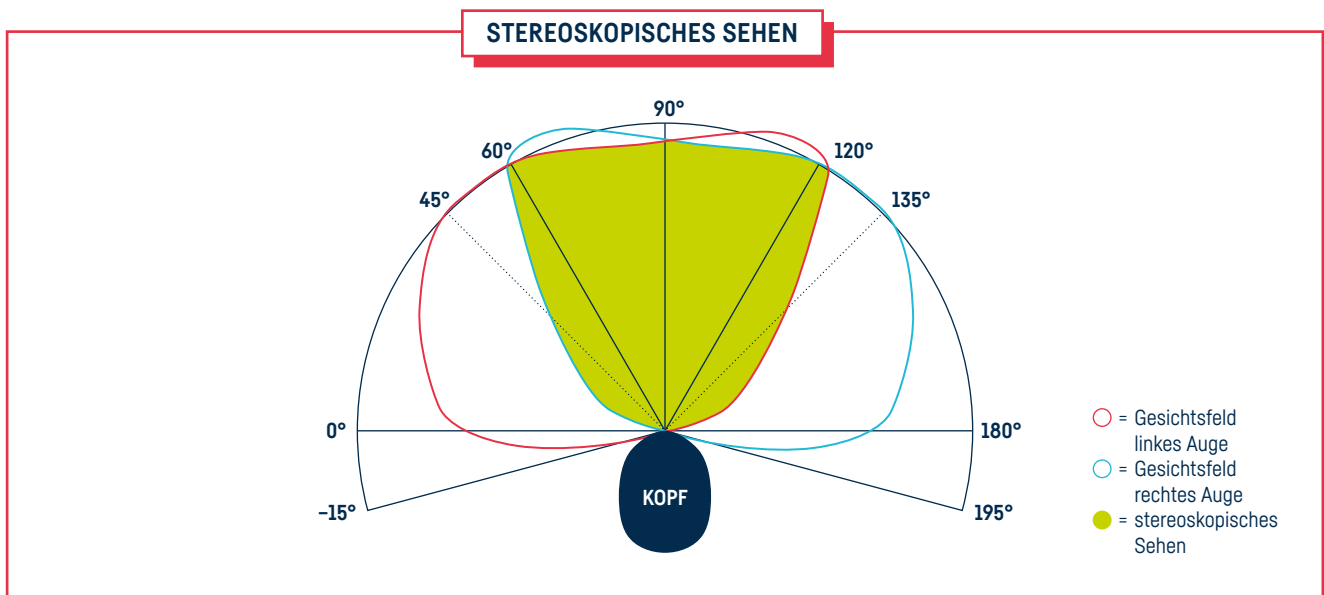 STEREOSKOPISCHES SEHEN
90°
60°
120°
45°
135°
0°
180°
–15°
195°
KOPF
= Gesichtsfeld
linkes Auge
= Gesichtsfeld
rechtes Auge
= stereoskopisches
Sehen